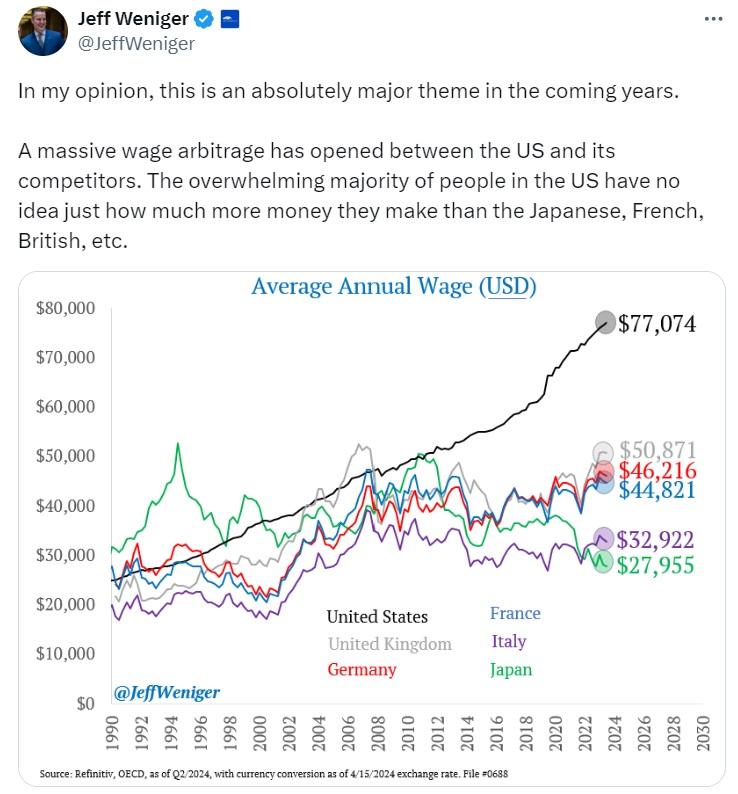 Jeff Weniger
@JeffWeniger
In my opinion, this is an absolutely major theme in the coming years.
A massive wage arbitrage has opened between the US and its
competitors. The overwhelming majority of people in the US have no
idea just how much more money they make than the Japanese, French,
British, etc.
Average Annual Wage (USD)
$80,000
$70,000
$60,000
$50,000
$40,000
$30,000
$20,000
$10,000
$0
$77,074
$50,871
$46,216
$44,821
$32,922
$27,955
United States
United Kingdom
Germany
France
Italy
Japan
@JeffWeniger
1990
1992
1994
1996
1998
2000
2002
2004
2006
2008
2010
2012
2014
2016
2018
2020
2022
2024
2026
2028
2030
Source: Refinitiv, OECD, as of Q2/2024, with currency conversion as of 4/15/2024 exchange rate. File #0688